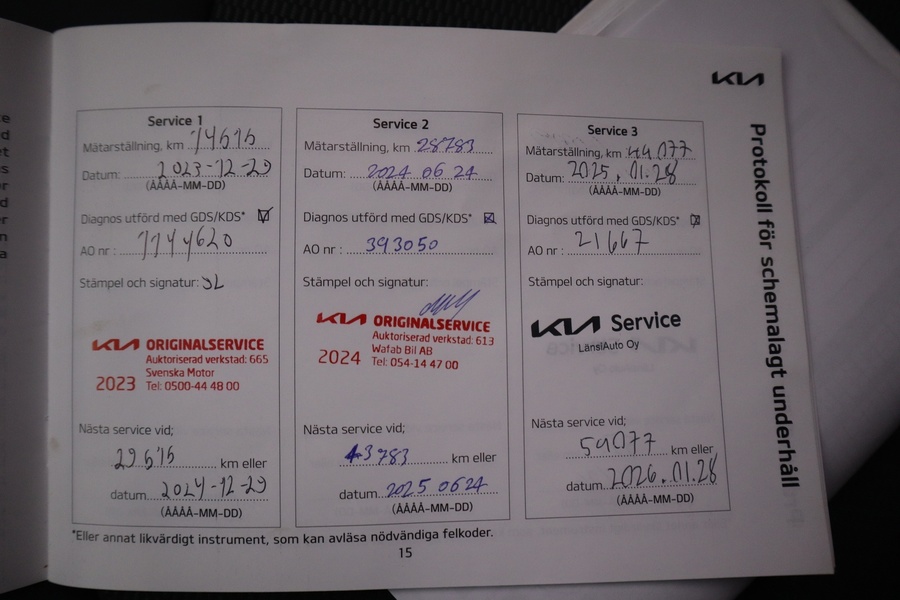 KIA
Protokoll för schemalagt underhåll
Service 1
Mätarställning, km 14615
Datum: 2023-12-29
(ÅÅÅÅ-MM-DD)
Diagnos utförd med GDS/KDS*
AO nr :
Stämpel och signatur: JL
KIA ORIGINALSERVICE
Auktoriserad verkstad: 665
Svenska Motor
2023 Tel: 0500-44 48 00
Nästa service vid;
29615 km eller
datum 2024-12-29
(ÅÅÅÅ-MM-DD)
Service 2
Mätarställning, km 28783
Datum: 2024 06 24
(ÅÅÅÅ-MM-DD)
Diagnos utförd med GDS/KDS*
AO nr : 393050
Stämpel och signatur:
KIA ORIGINALSERVICE
Auktoriserad verkstad: 613
Wafab Bil AB
2024 Tel: 054-14 47 00
Nästa service vid;
43783 km eller
datum 2025 06 24
(ÅÅÅÅ-MM-DD)
Service 3
Mätarställning, km 44077
Datum: 2025.01.28
(ÅÅÅÅ-MM-DD)
Diagnos utförd med GDS/KDS*
AO nr : 21667
Stämpel och signatur:
KIA Service
LänsiAuto Oy
Nästa service vid;
59077 km eller
datum 2026.01.28
(ÅÅÅÅ-MM-DD)
*Eller annat likvärdigt instrument, som kan avläsa nödvändiga felkoder.
15